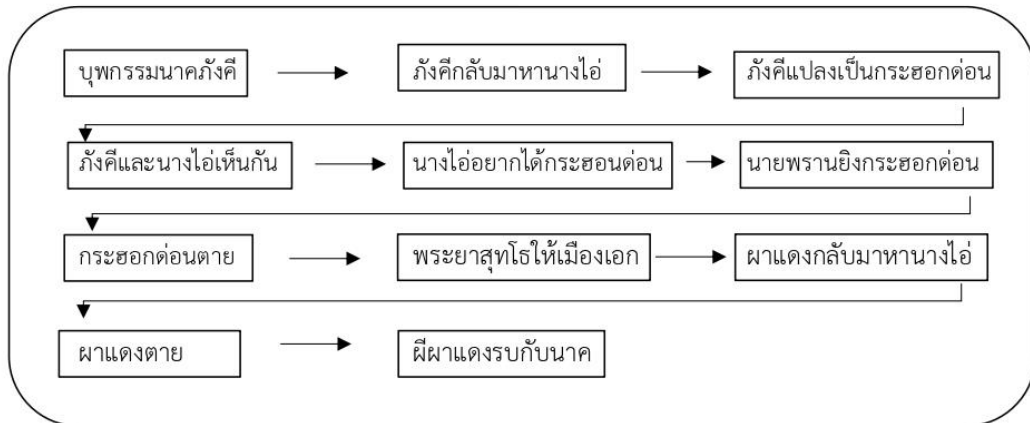 บุพกรรมนาคภังคี
ภังคีกลับมาหานางไอ่
ภังคีแปลงเป็นกระฮอกด่อน
ภังคีและนางไอ่เห็นกัน
นางไอ่อยากได้กระฮอนด่อน
นายพรานยิงกระฮอกด่อน
กระฮอกด่อนตาย
พระยาสุทโธให้เมืองเอก
ผาแดงกลับมาหานางไอ่
ผาแดงตาย
ผีผาแดงรบกับนาค